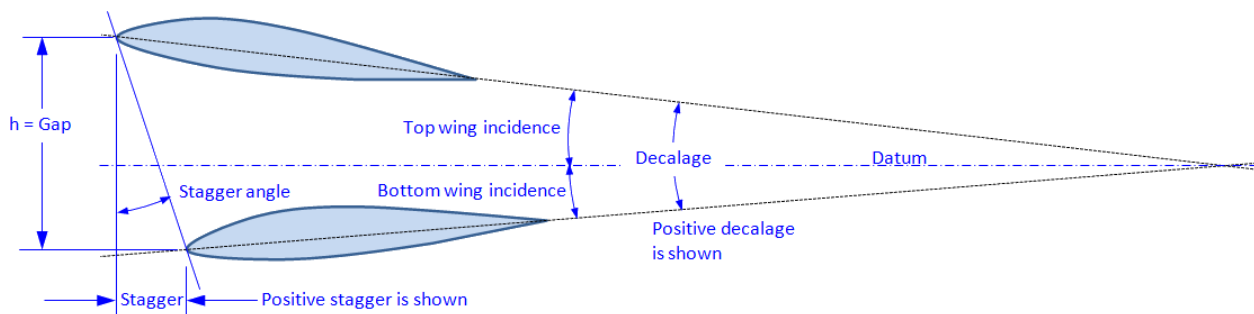 h = Gap
Top wing incidence
Decalage
Datum
Stagger angle
Bottom wing incidence
Positive decalage
is shown
Stagger
Positive stagger is shown